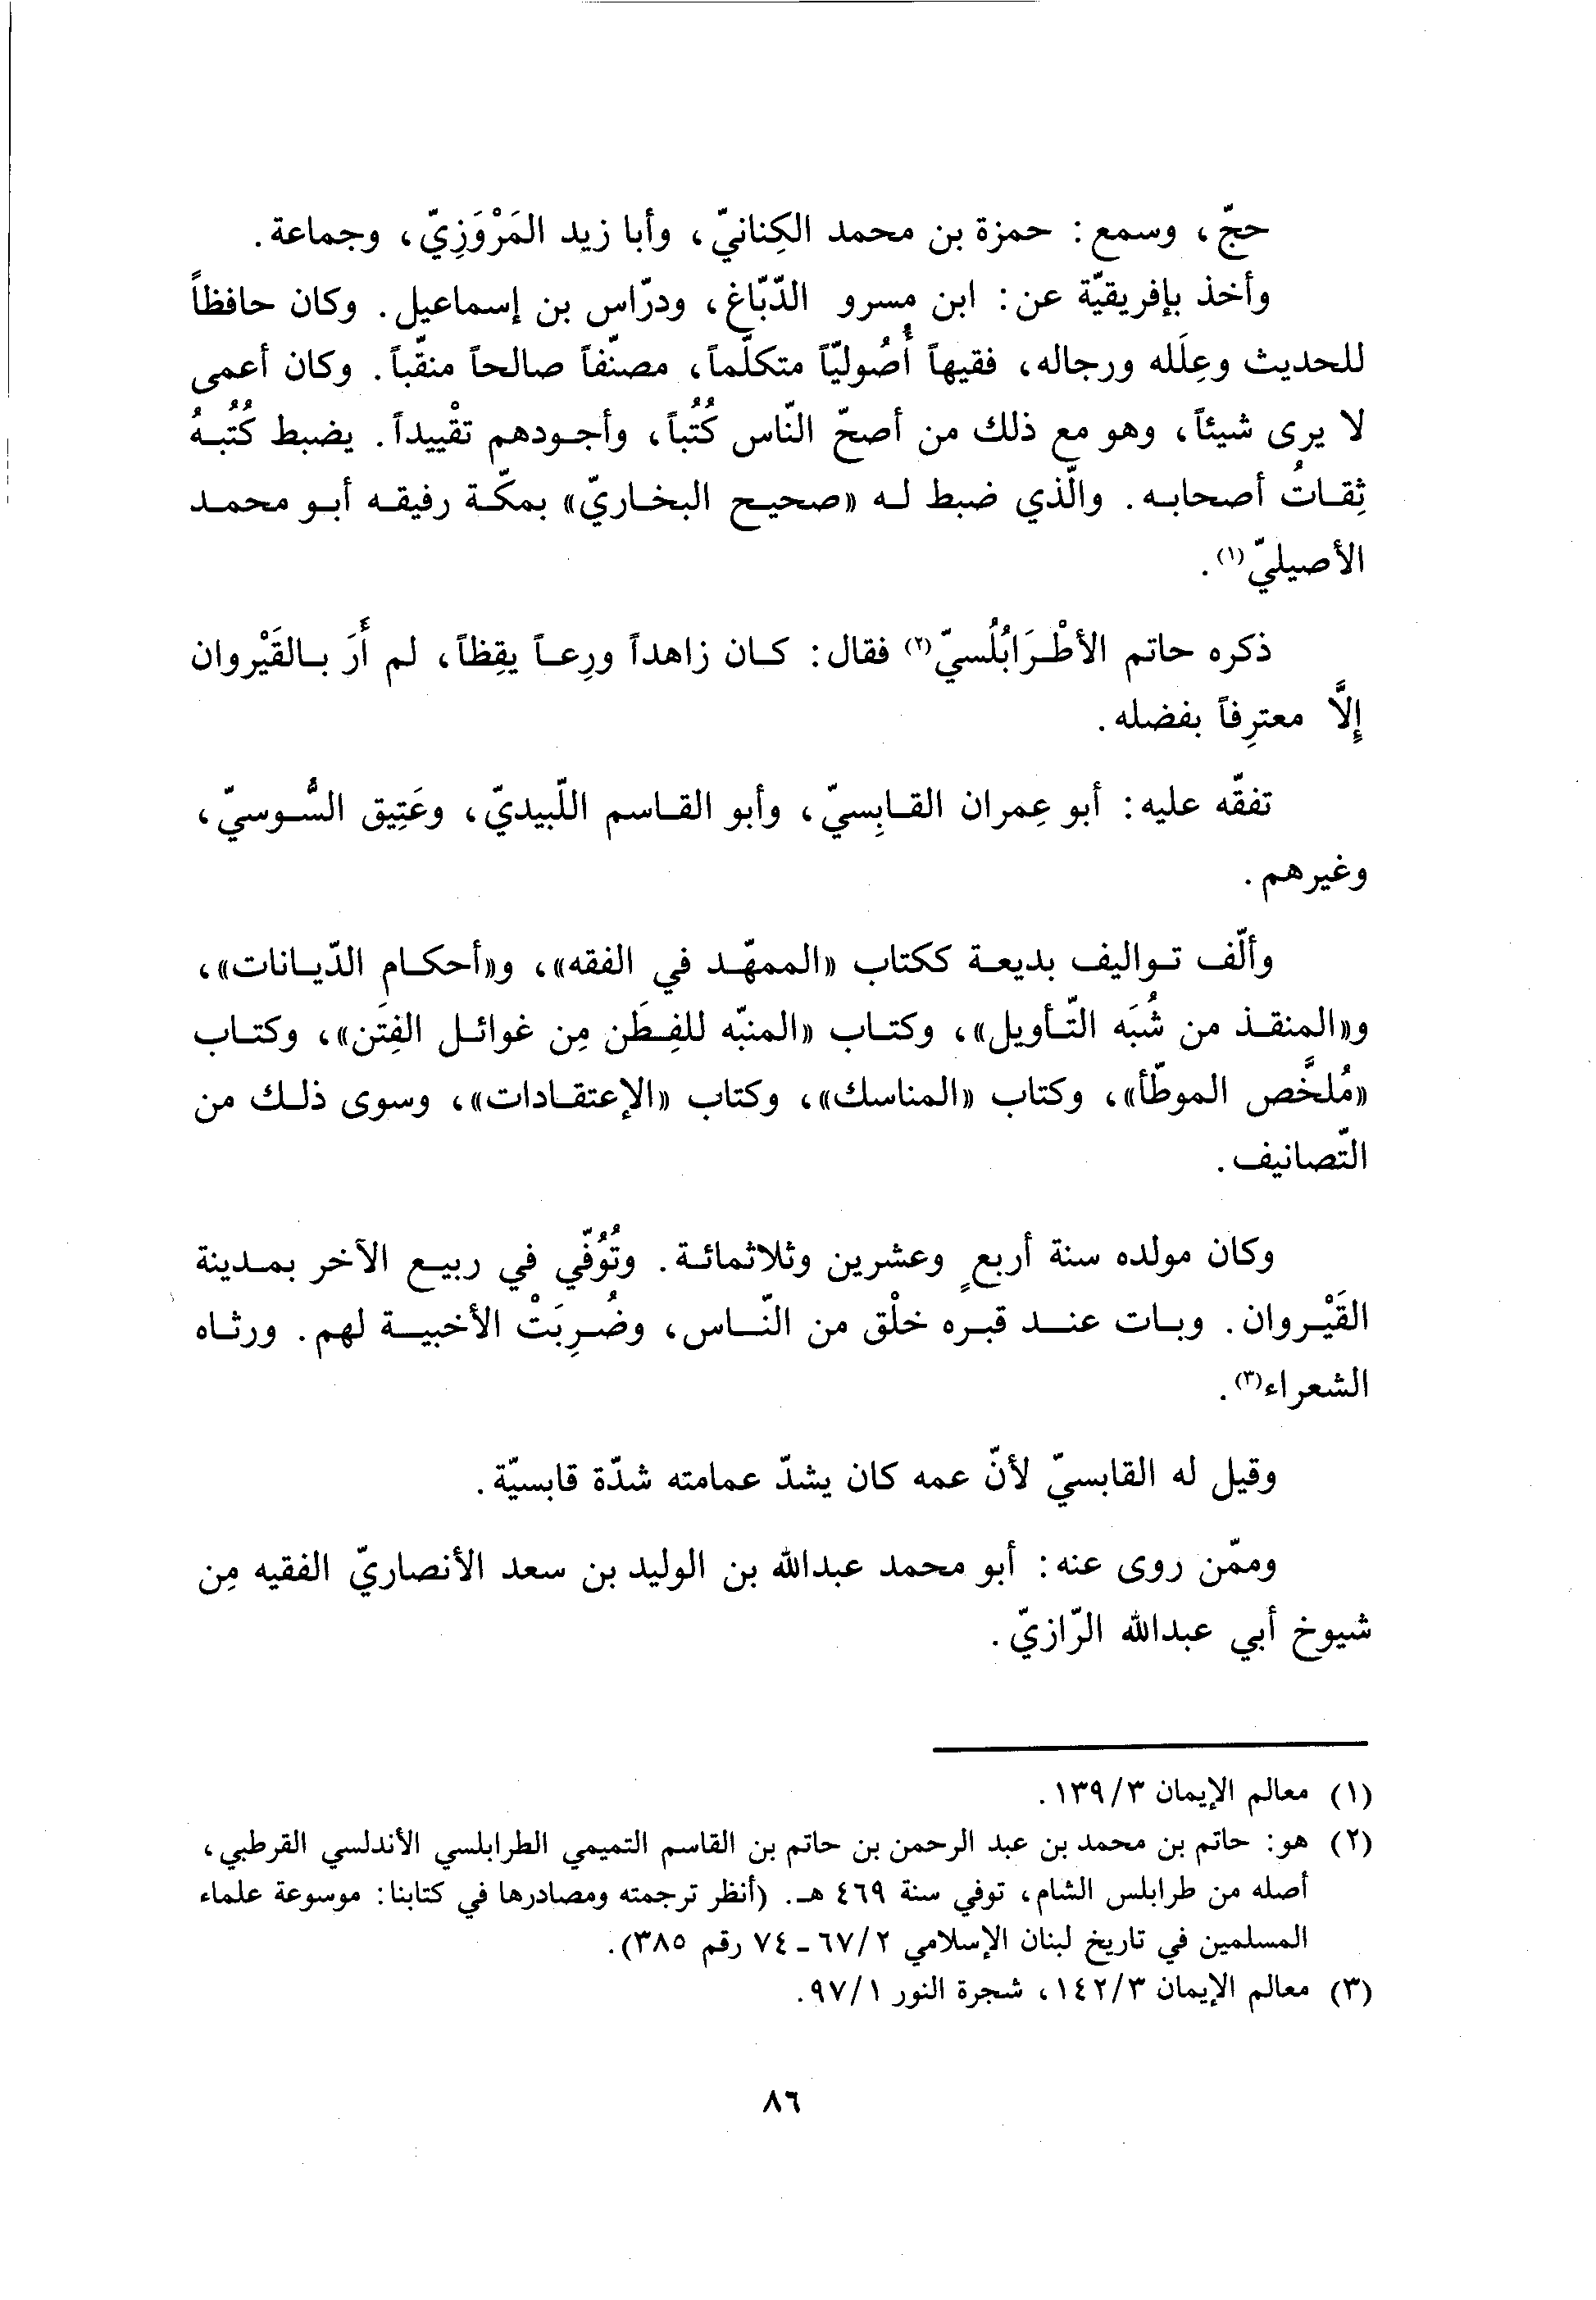 حجّ، وسمع: حمزة بن محمد الكِنانيّ، وأبا زيد المَرْوَزِيّ، وجماعة.
وأخذ بإفريقيّة عن: ابن مسرو الدّبّاغ، ودرّاس بن إسماعيل. وكان حافظاً
للحديث وعِلَله ورجاله، فقيهاً أُصُوليّاً متكلّماً، مصنّفاً صالحاً منقّباً. وكان أعمى
لا يرى شيئاً، وهو مع ذلك من أصحّ النّاس كُتُباً، وأجودهم تقْييداً. يضبط كُتُبهُ
ثِقاتُ أصحابه. والّذي ضبط له «صحيح البخاريّ» بمكّة رفيقه أبو محمد
الأصيليّ(١).
ذكره حاتم الأطْرَابُلُسيّ(٢) فقال: كان زاهداً ورِعاً يقِظاً، لم أَرَ بالقَيْروان
إِلَّا معترِفاً بفضله.
تفقّه عليه: أبو عِمران القابِسيّ، وأبو القاسم اللّبيديّ، وعَتِيق السُّوسيّ،
وغيرهم.
وألّف تواليف بديعة ككتاب «الممهّد في الفقه»، و«أحكام الدّيانات»،
و«المنقذ من شُبَه التّأويل»، وكتاب «المنبّه للفِطَن مِن غوائل الفِتَن»، وكتاب
«مُلخَّص الموطّأ»، وكتاب «المناسك»، وكتاب «الإعتقادات»، وسوى ذلك من
التّصانيف.
وكان مولده سنة أربعٍ وعشرين وثلاثمائة. وتُوُفّي في ربيع الآخر بمدينة
القَيْروان. وبات عند قبره خلْق من النّاس، وضُرِبَتْ الأخبية لهم. ورثاه
الشعراء(٣).
وقيل له القابسيّ لأنّ عمه كان يشدّ عمامته شدّة قابسيّة.
وممّن روى عنه: أبو محمد عبدالله بن الوليد بن سعد الأنصاريّ الفقيه مِن
شيوخ أبي عبدالله الرّازيّ.
(١) معالم الإيمان ١٣٩/٣.
(٢) هو: حاتم بن محمد بن عبد الرحمن بن حاتم بن القاسم التميمي الطرابلسي الأندلسي القرطبي،
أصله من طرابلس الشام، توفي سنة ٤٦٩ هـ. (أنظر ترجمته ومصادرها في كتابنا: موسوعة علماء
المسلمين في تاريخ لبنان الإسلامي ٦٧/٢ - ٧٤ رقم ٣٨٥).
(٣) معالم الإيمان ١٤٢/٣، شجرة النور ٩٧/١.
٨٦